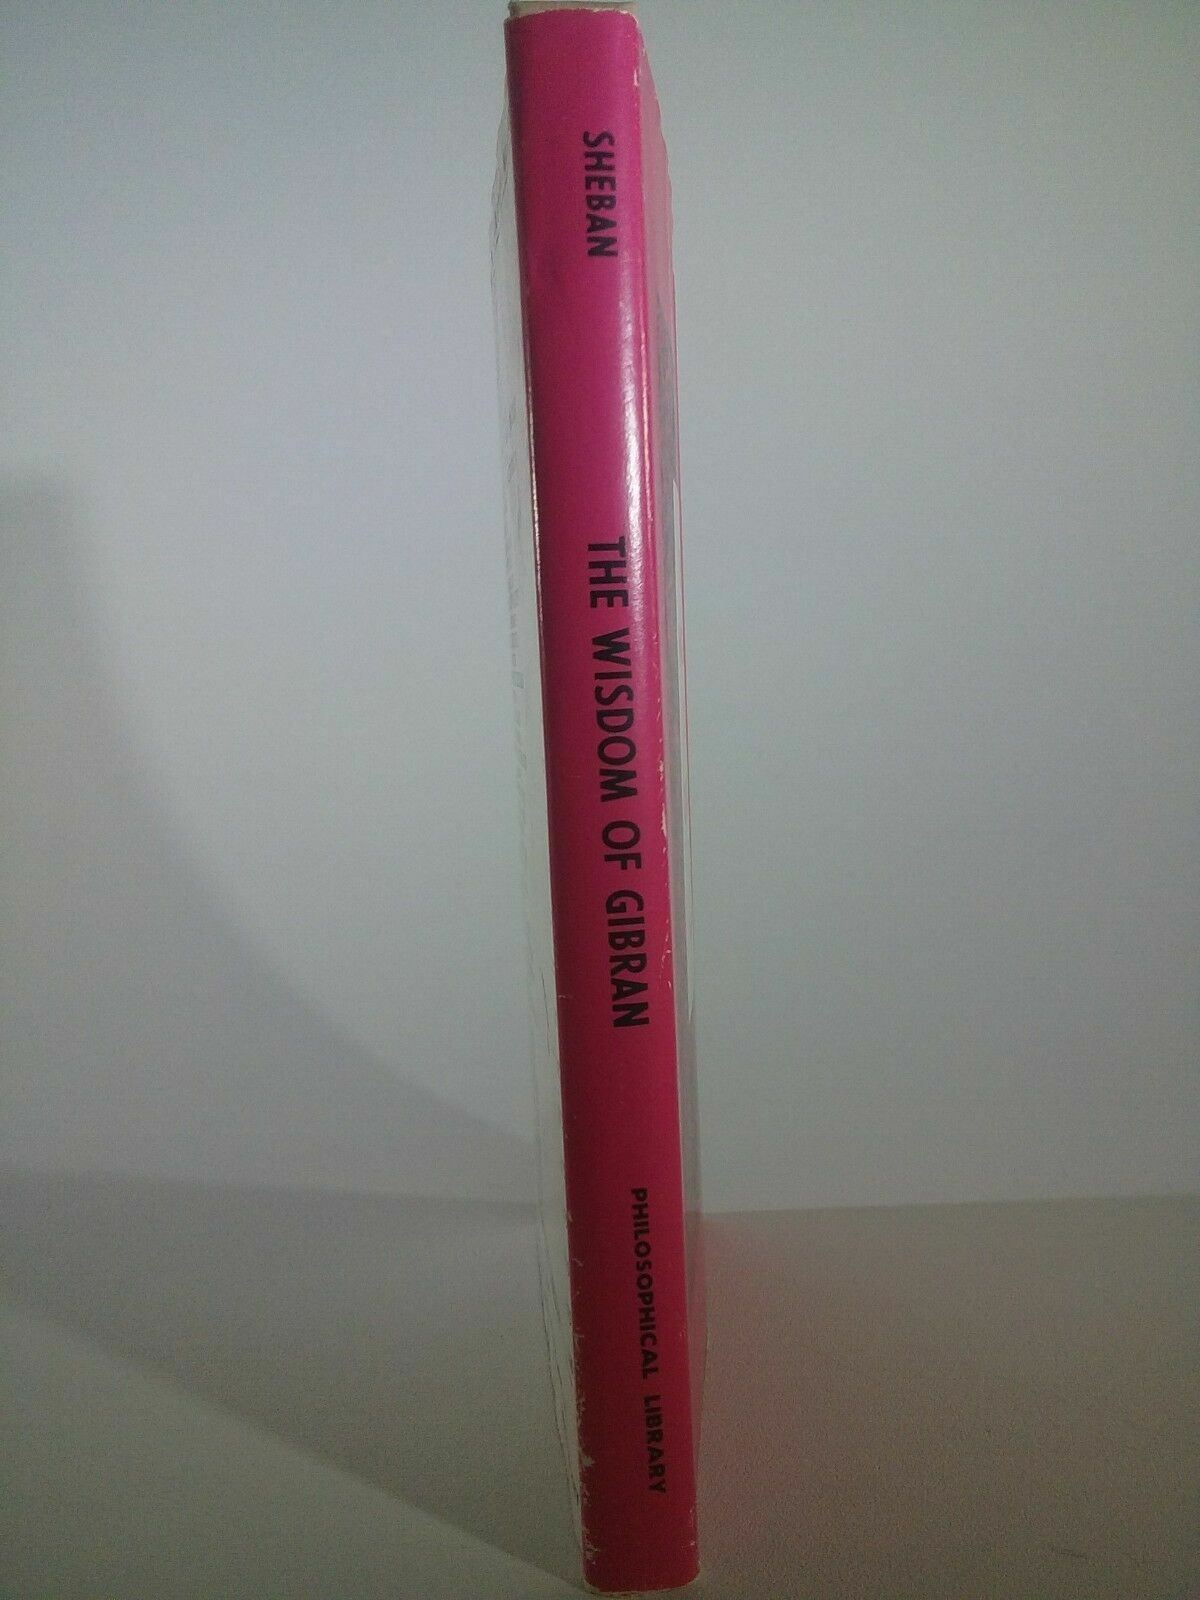 SHEBAN
THE WISDOM OF GIBRAN
PHILOSOPHICAL LIBRARY